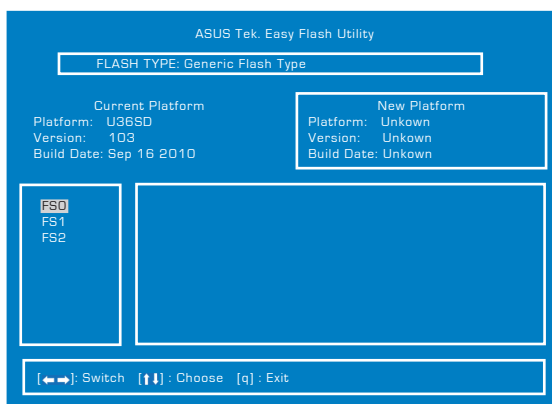 ASUS Tek. Easy Flash Utility
FLASH TYPE: Generic Flash Type
Current Platform
Platform: U36SD
Version: 103
Build Date: Sep 16 2010
New Platform
Platform: Unkown
Version: Unkown
Build Date: Unkown
FS0
FS1
FS2
[←→]: Switch [↑↓] : Choose [q] : Exit